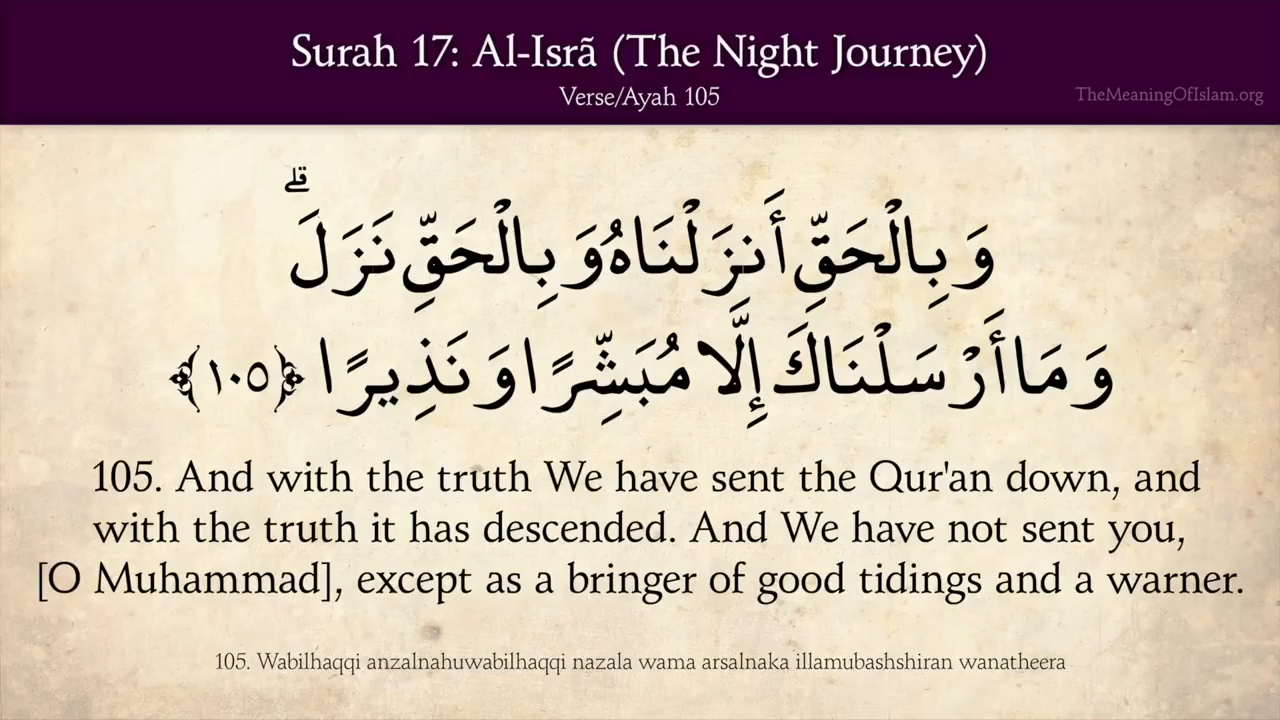 Surah 17: Al-Isrã (The Night Journey)
Verse/Ayah 105
TheMeaningOfIslam.org
وَبِالْحَقِّ أَنزَلْنَاهُ وَبِالْحَقِّ نَزَلَ ۗ
وَمَا أَرْسَلْنَاكَ إِلَّا مُبَشِّرًا وَنَذِيرًا ﴿١٠٥﴾
105. And with the truth We have sent the Qur'an down, and
with the truth it has descended. And We have not sent you,
[O Muhammad], except as a bringer of good tidings and a warner.
105. Wabilhaqqi anzalnahuwabilhaqqi nazala wama arsalnaka illamubashshiran wanatheera